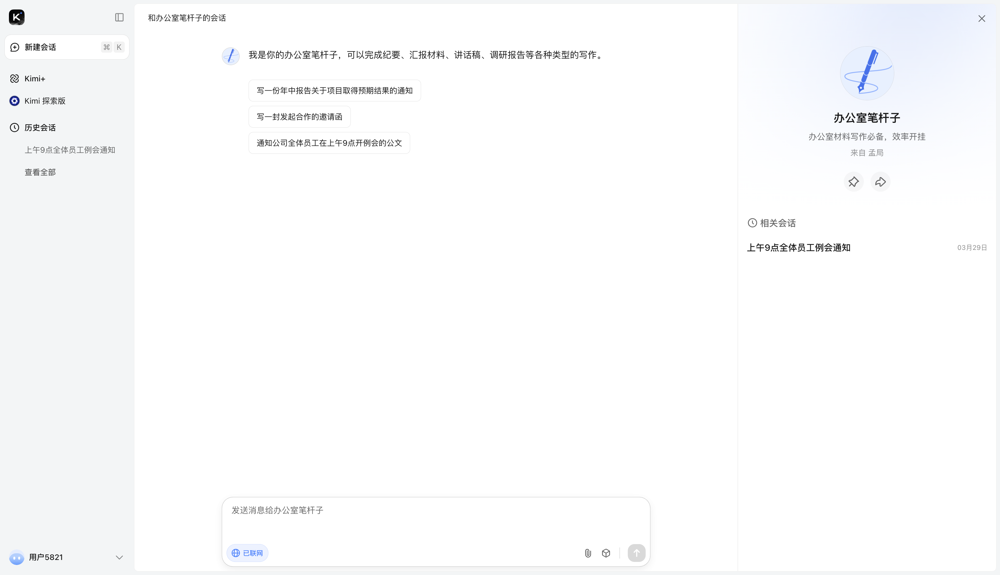 K
新建会话
⌘ K
Kimi+
Kimi 探索版
历史会话
上午9点全体员工例会通知
查看全部
用户5821
和办公室笔杆子的会话
我是你的办公室笔杆子，可以完成纪要、汇报材料、讲话稿、调研报告等各种类型的写作。
写一份年中报告关于项目取得预期结果的通知
写一封发起合作的邀请函
通知公司全体员工在上午9点开例会的公文
发送消息给办公室笔杆子
已联网
办公室笔杆子
办公室材料写作必备，效率开挂
来自 孟局
相关会话
上午9点全体员工例会通知 03月29日